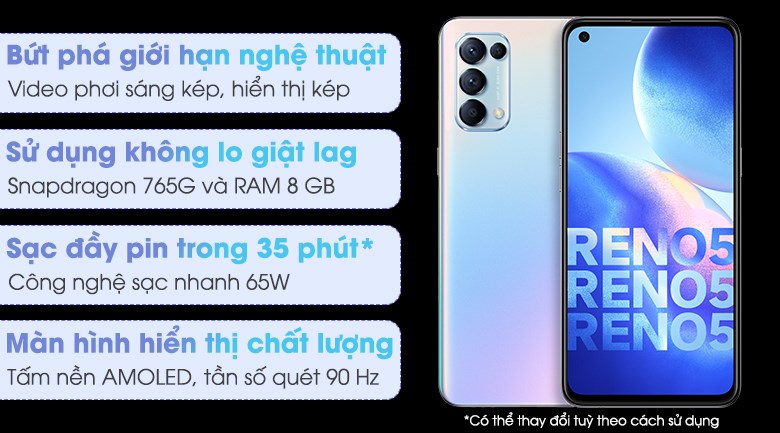 Bứt phá giới hạn nghệ thuật
Video phơi sáng kép, hiển thị kép
Sử dụng không lo giật lag
Snapdragon 765G và RAM 8 GB
Sạc đầy pin trong 35 phút*
Công nghệ sạc nhanh 65W
Màn hình hiển thị chất lượng
Tấm nền AMOLED, tần số quét 90 Hz
RENO5
RENO5
RENO5
*Có thể thay đổi tuỳ theo cách sử dụng